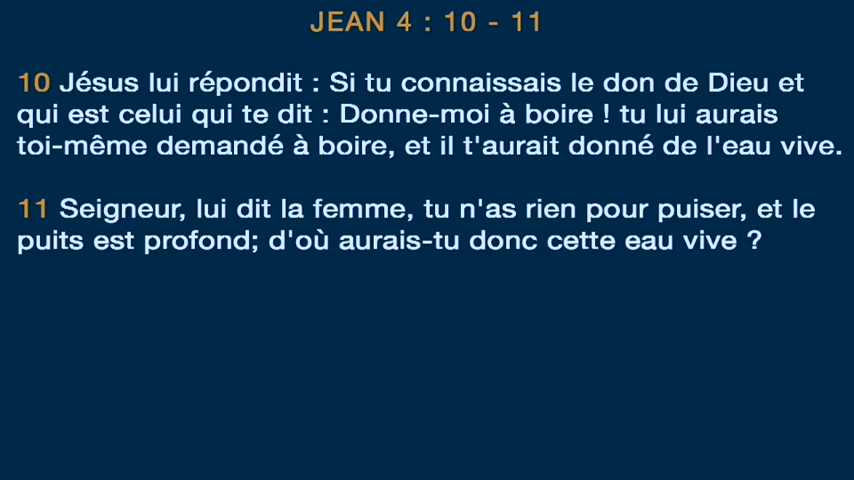 JEAN 4 : 10 - 11
10 Jésus lui répondit : Si tu connaissais le don de Dieu et
qui est celui qui te dit : Donne-moi à boire ! tu lui aurais
toi-même demandé à boire, et il t'aurait donné de l'eau vive.
11 Seigneur, lui dit la femme, tu n'as rien pour puiser, et le
puits est profond; d'où aurais-tu donc cette eau vive ?